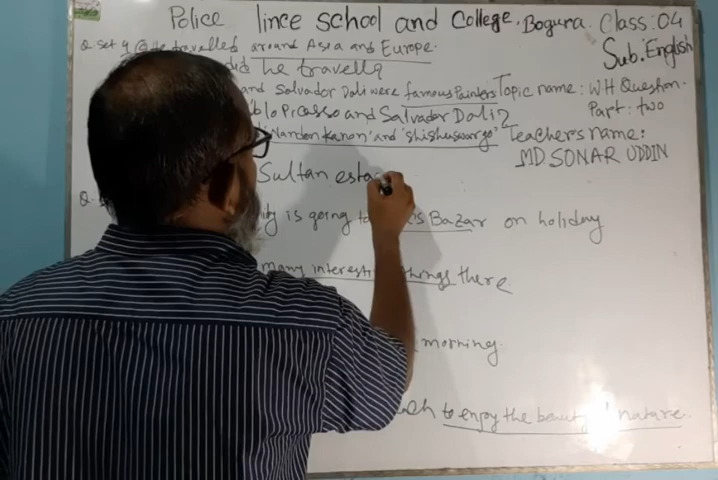 Police lince school and College, Bogura. Class: 04
Sub: English
Q. set 4 @ He travelled around Asia and Europe.
did he travell?
and Salvador Dali were famous Painters
Topic name: WH Question.
Part: two
Pablo Picasso and Salvador Dali?
'Nandan Kanon' and 'Shishuswargo'
Teachers name:
MD SONAR UDDIN
Sultan esta
is going to Bazar on holiday
many interesting things there.
morning.
to enjoy the beauty of nature.